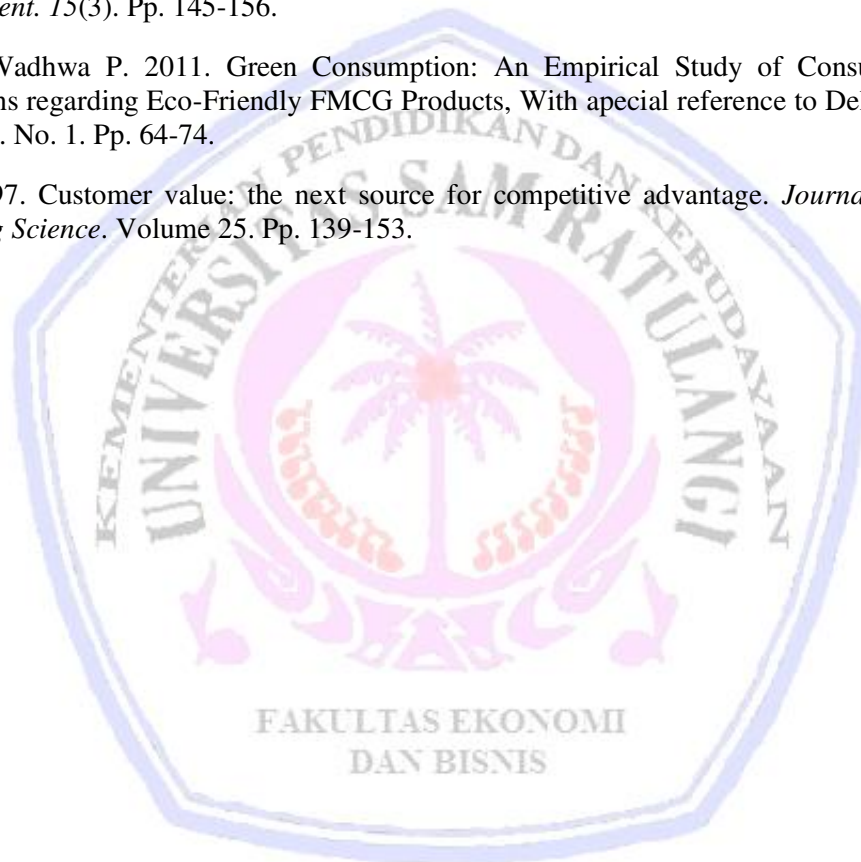 ent. 15(3). Pp. 145-156.
Wadhwa P. 2011. Green Consumption: An Empirical Study of Consu
ns regarding Eco-Friendly FMCG Products, With apecial reference to Del
. No. 1. Pp. 64-74.
97. Customer value: the next source for competitive advantage. Journa
g Science. Volume 25. Pp. 139-153.
KEMENTERIAN PENDIDIKAN DAN KEBUDAYAAN
UNIVERSITAS SAM RATULANGI
FAKULTAS EKONOMI
DAN BISNIS